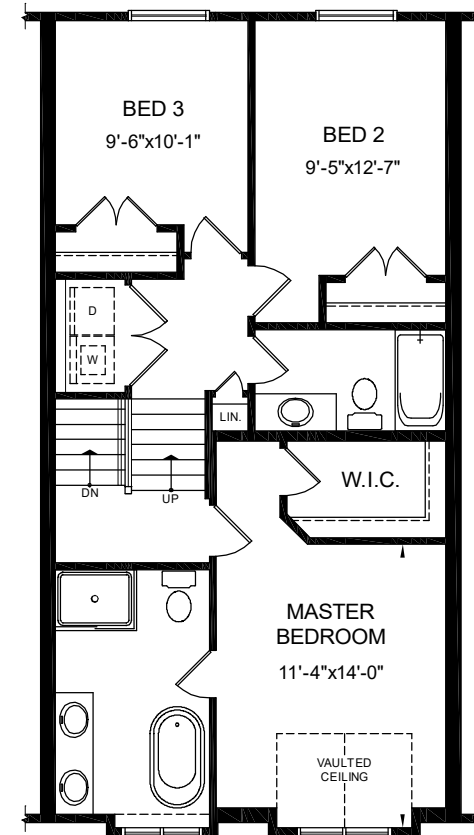 BED 3
9'-6"x10'-1"
BED 2
9'-5"x12'-7"
D
W
LIN.
DN
UP
W.I.C.
MASTER
BEDROOM
11'-4"x14'-0"
VAULTED
CEILING